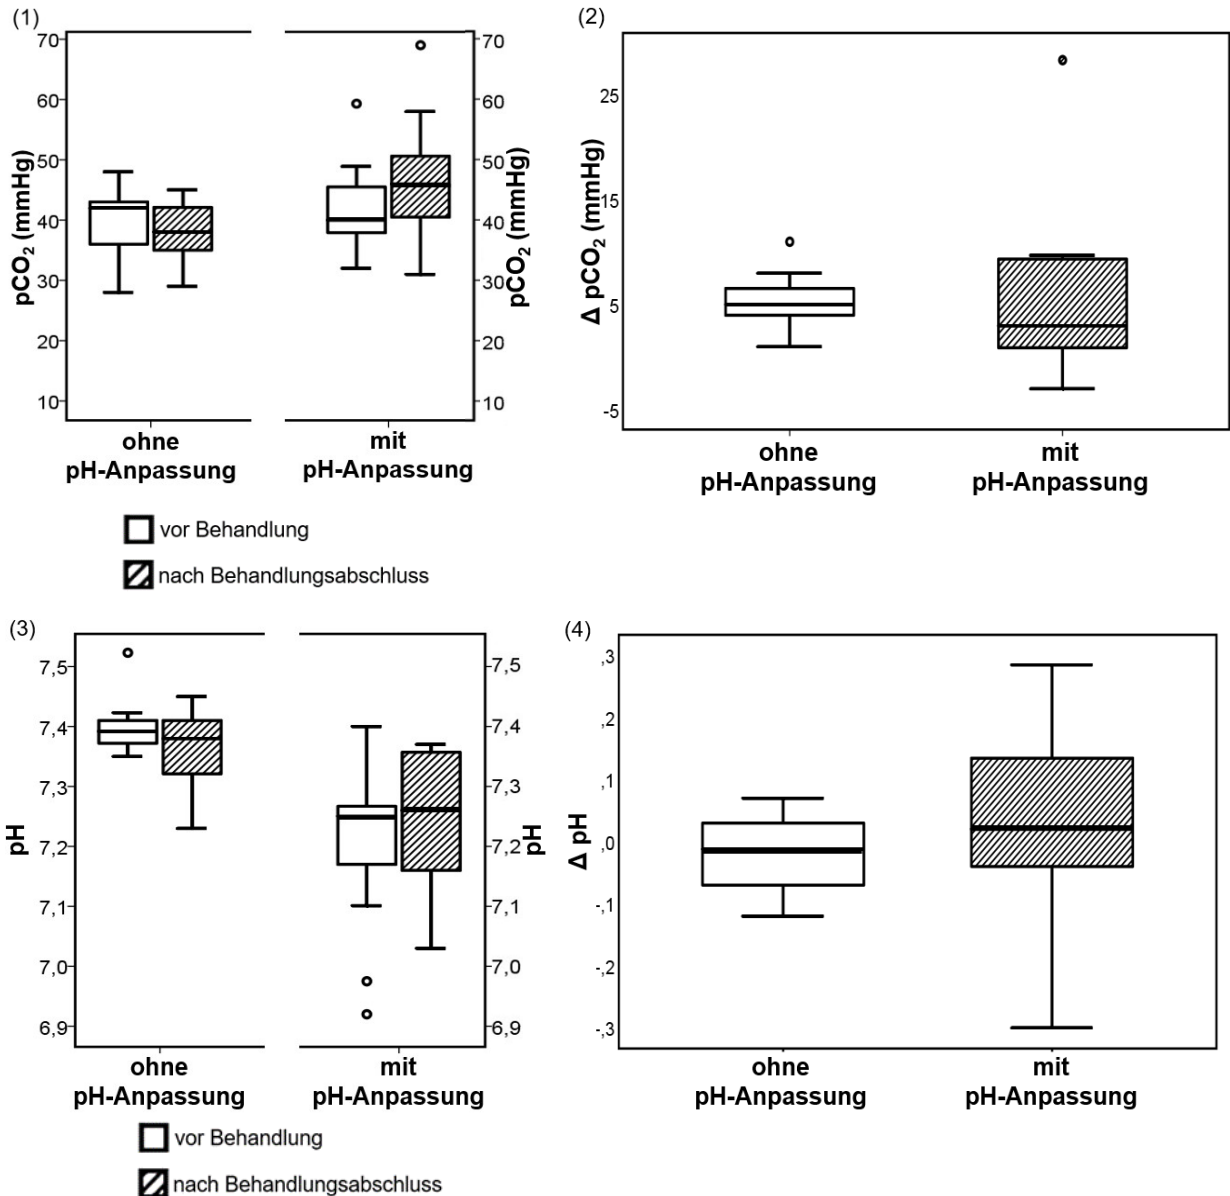 (1)
70
60
50
40
30
20
10
pCO₂ (mmHg)
70
60
50
40
30
20
10
pCO₂ (mmHg)
ohne
pH-Anpassung
mit
pH-Anpassung
vor Behandlung
nach Behandlungsabschluss
(2)
25
15
5
-5
Δ pCO₂ (mmHg)
ohne
pH-Anpassung
mit
pH-Anpassung
(3)
7,5
7,4
7,3
7,2
7,1
7,0
6,9
pH
7,5
7,4
7,3
7,2
7,1
7,0
6,9
pH
ohne
pH-Anpassung
mit
pH-Anpassung
vor Behandlung
nach Behandlungsabschluss
(4)
,3
,2
,1
,0
-,1
-,2
-,3
Δ pH
ohne
pH-Anpassung
mit
pH-Anpassung